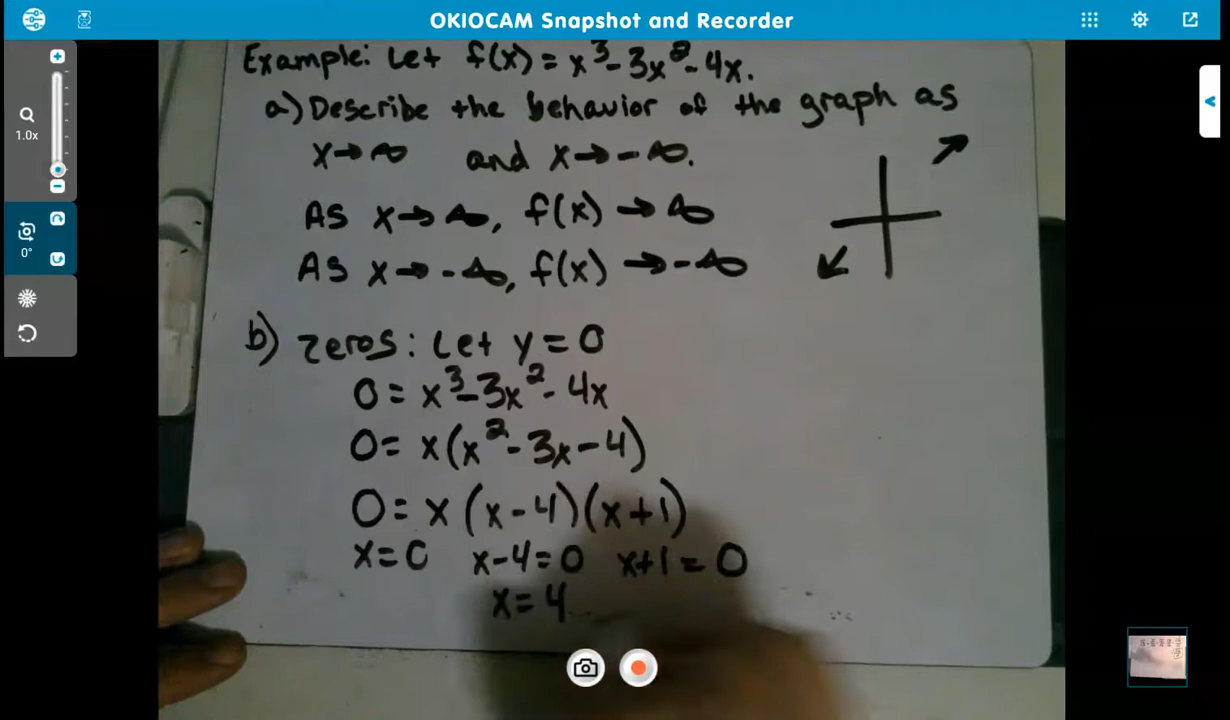 OKIOCAM Snapshot and Recorder
1.0x
0°
Example: Let f(x) = x³ - 3x² - 4x.
a) Describe the behavior of the graph as
x → ∞ and x → -∞.
As x → ∞, f(x) → ∞
As x → -∞, f(x) → -∞
b) zeros: Let y = 0
0 = x³ - 3x² - 4x
0 = x(x² - 3x - 4)
0 = x(x - 4)(x + 1)
x = 0 x - 4 = 0 x + 1 = 0
x = 4